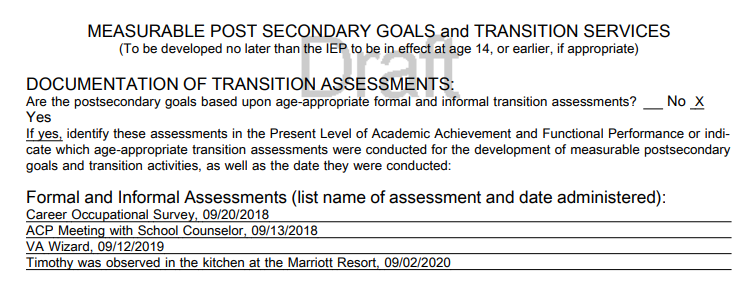 MEASURABLE POST SECONDARY GOALS and TRANSITION SERVICES
(To be developed no later than the IEP to be in effect at age 14, or earlier, if appropriate)
Draft
DOCUMENTATION OF TRANSITION ASSESSMENTS:
Are the postsecondary goals based upon age-appropriate formal and informal transition assessments? __ No X
Yes
If yes, identify these assessments in the Present Level of Academic Achievement and Functional Performance or indi-
cate which age-appropriate transition assessments were conducted for the development of measurable postsecondary
goals and transition activities, as well as the date they were conducted:
Formal and Informal Assessments (list name of assessment and date administered):
Career Occupational Survey, 09/20/2018
ACP Meeting with School Counselor, 09/13/2018
VA Wizard, 09/12/2019
Timothy was observed in the kitchen at the Marriott Resort, 09/02/2020